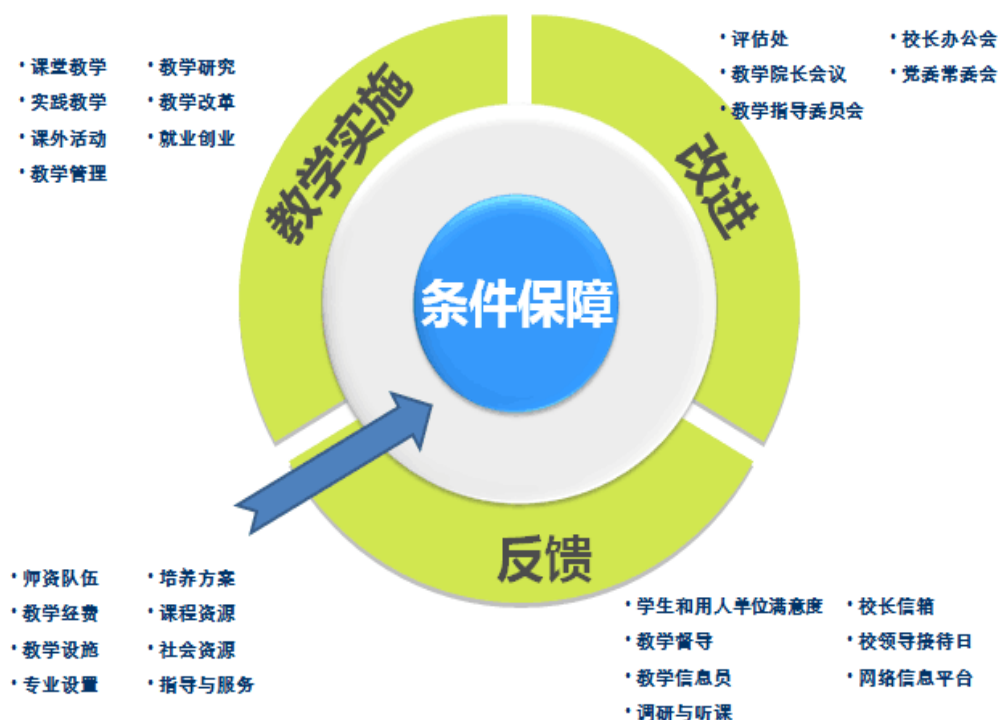 • 课堂教学
• 实践教学
• 课外活动
• 教学管理
• 教学研究
• 教学改革
• 就业创业
• 评估处
• 教学院长会议
• 教学指导委员会
• 校长办公会
• 党委常委会
教学实施
改进
条件保障
反馈
• 师资队伍
• 教学经费
• 教学设施
• 专业设置
• 培养方案
• 课程资源
• 社会资源
• 指导与服务
• 学生和用人单位满意度
• 教学督导
• 教学信息员
• 调研与听课
• 校长信箱
• 校领导接待日
• 网络信息平台